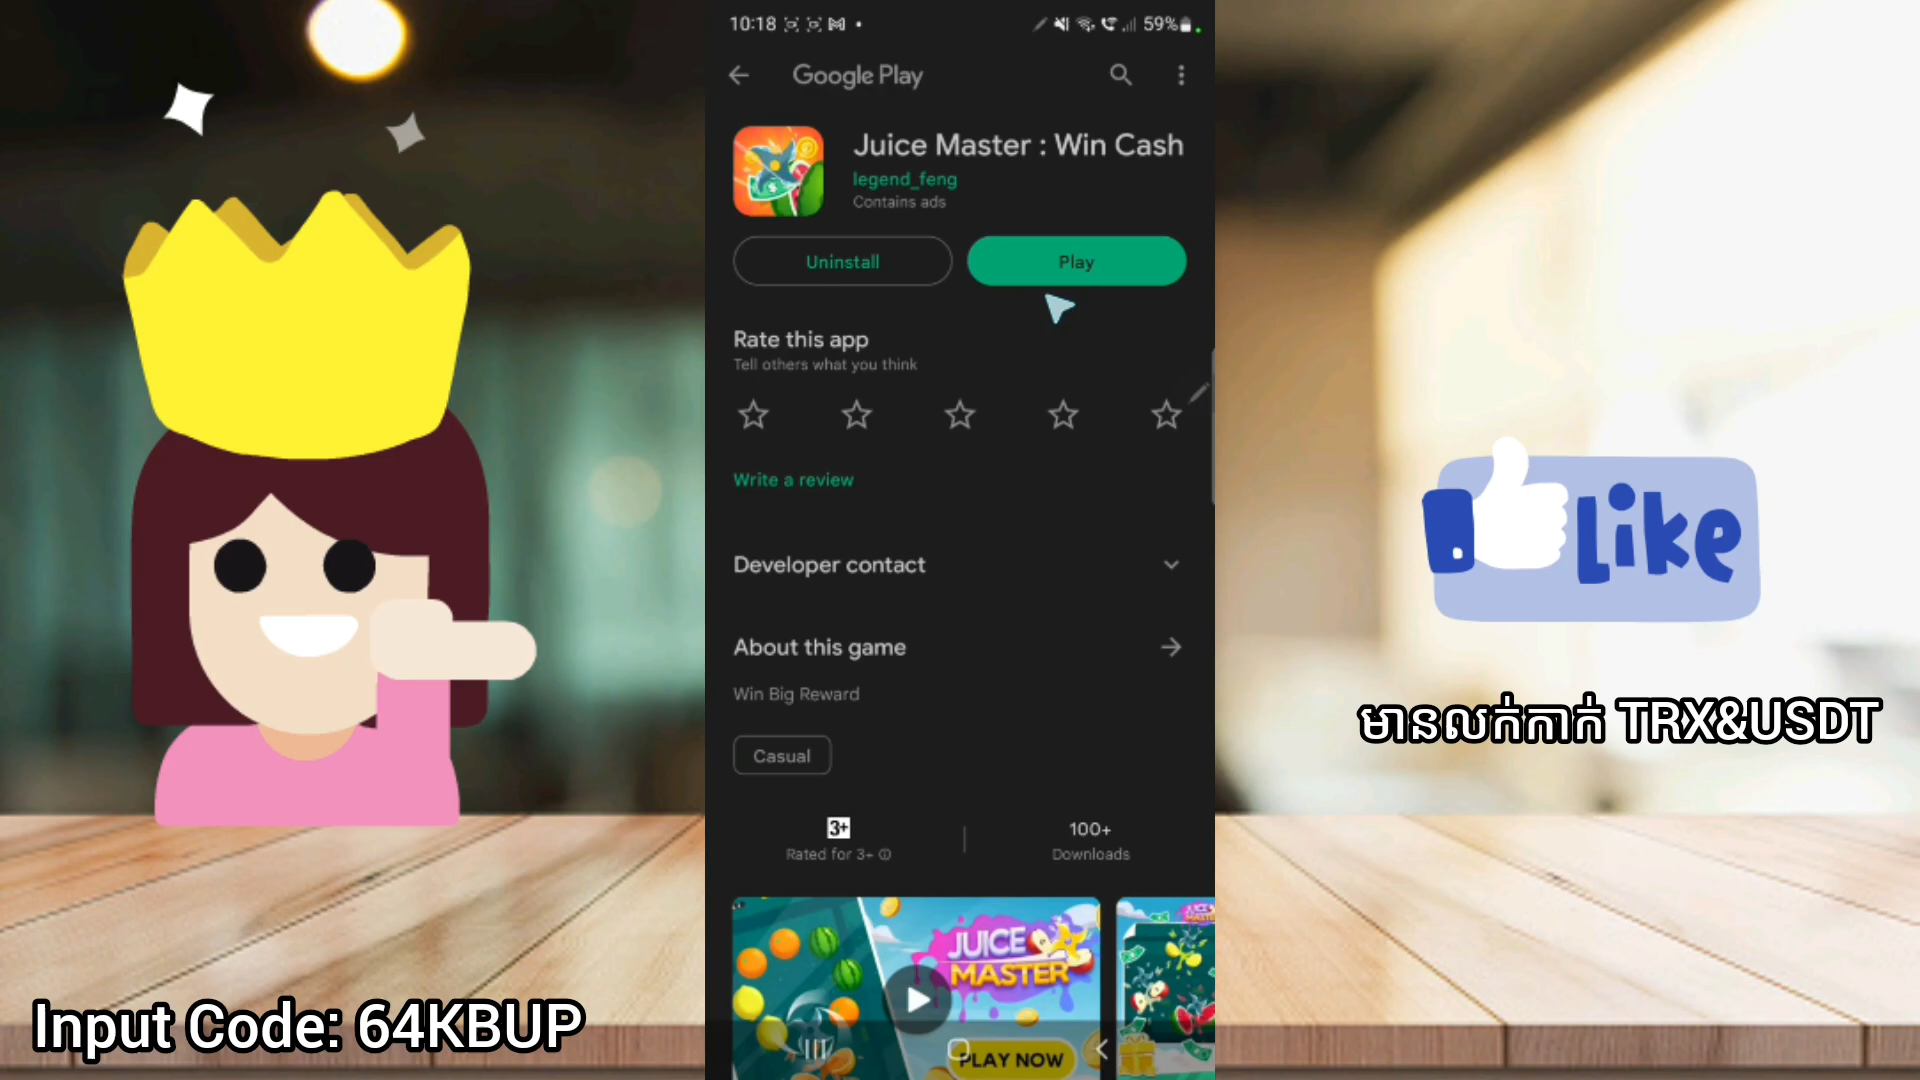 10:18
59%
Google Play
Juice Master : Win Cash
legend_feng
Contains ads
Uninstall
Play
Rate this app
Tell others what you think
Write a review
Developer contact
About this game
Win Big Reward
Casual
3+
Rated for 3+
100+
Downloads
JUICE
MASTER
PLAY NOW
JUICE
MASTER
like
មានលក់កាក់ TRX&USDT
Input Code: 64KBUP